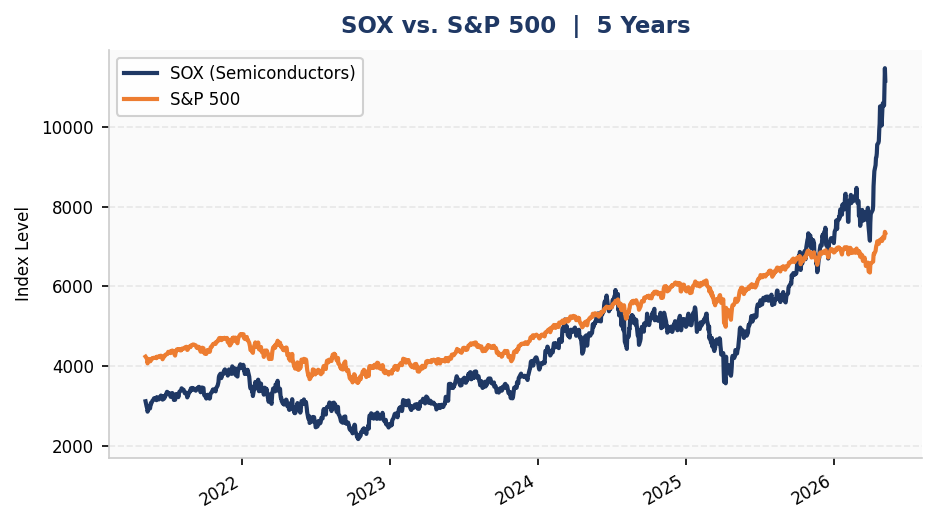 SOX vs. S&P 500 | 5 Years
SOX (Semiconductors)
S&P 500
Index Level
10000
8000
6000
4000
2000
2022
2023
2024
2025
2026